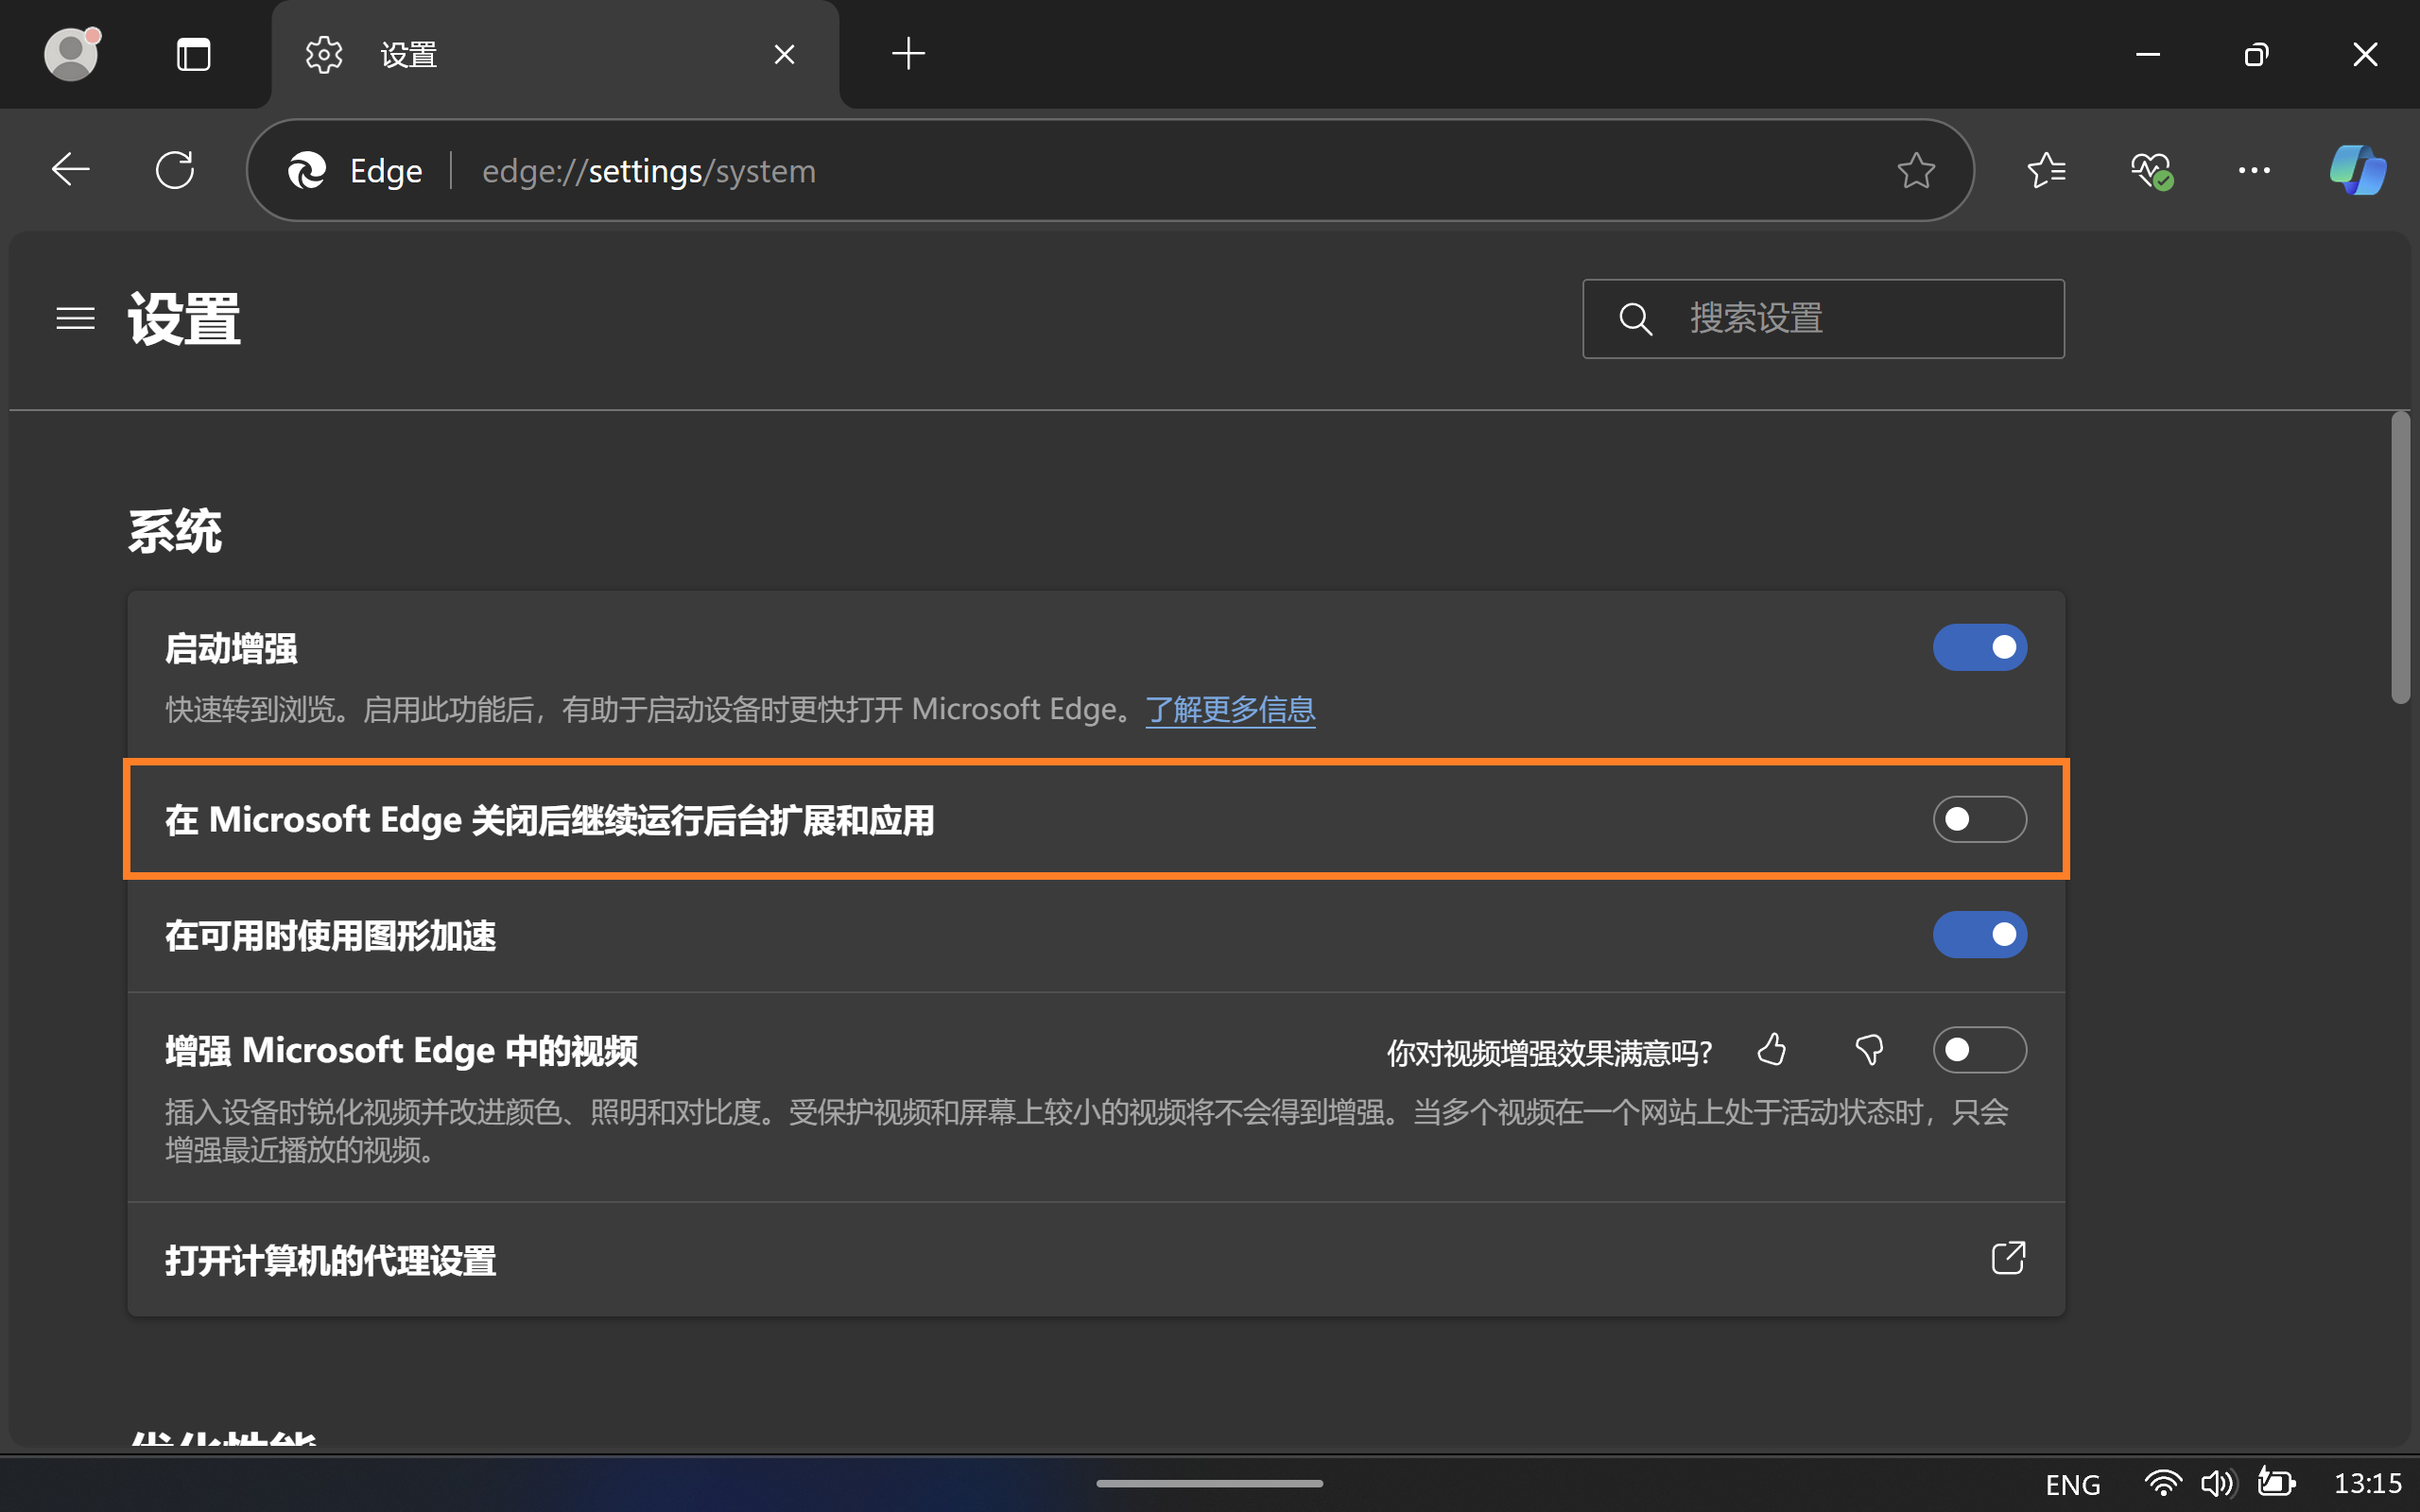 设置
Edge
edge://settings/system
设置
搜索设置
系统
启动增强
快速转到浏览。启用此功能后，有助于启动设备时更快打开 Microsoft Edge。了解更多信息
在 Microsoft Edge 关闭后继续运行后台扩展和应用
在可用时使用图形加速
增强 Microsoft Edge 中的视频
你对视频增强效果满意吗?
插入设备时锐化视频并改进颜色、照明和对比度。受保护视频和屏幕上较小的视频将不会得到增强。当多个视频在一个网站上处于活动状态时，只会
增强最近播放的视频。
打开计算机的代理设置
优化性能
ENG
13:15